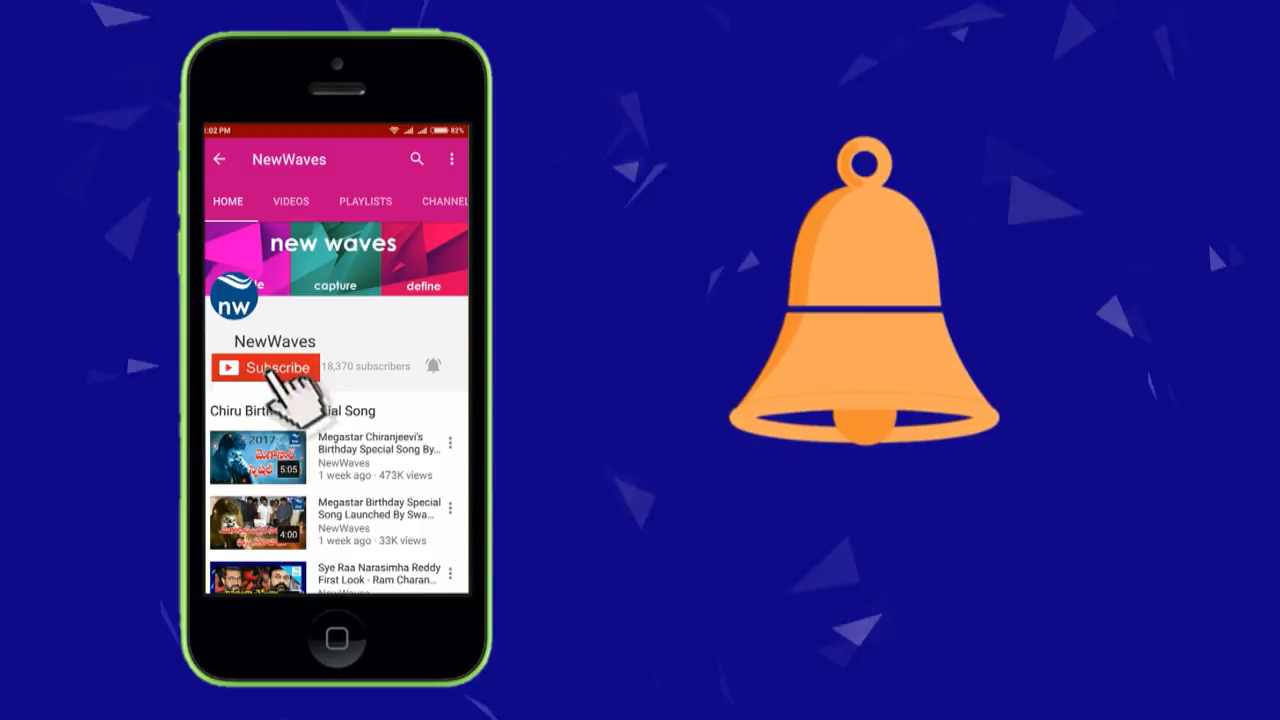 1:02 PM
82%
NewWaves
HOME
VIDEOS
PLAYLISTS
CHANNEL
new waves
capture
define
nw
NewWaves
Subscribe
18,370 subscribers
Song
Megastar Chiranjeevi's
Birthday Special Song By...
NewWaves
1 week ago · 473K views
2017
మెగాస్టార్
స్పెషల్
5:05
Megastar Birthday Special
Song Launched By Swa...
NewWaves
1 week ago · 33K views
4:00
Sye Raa Narasimha Reddy
First Look - Ram Charan...